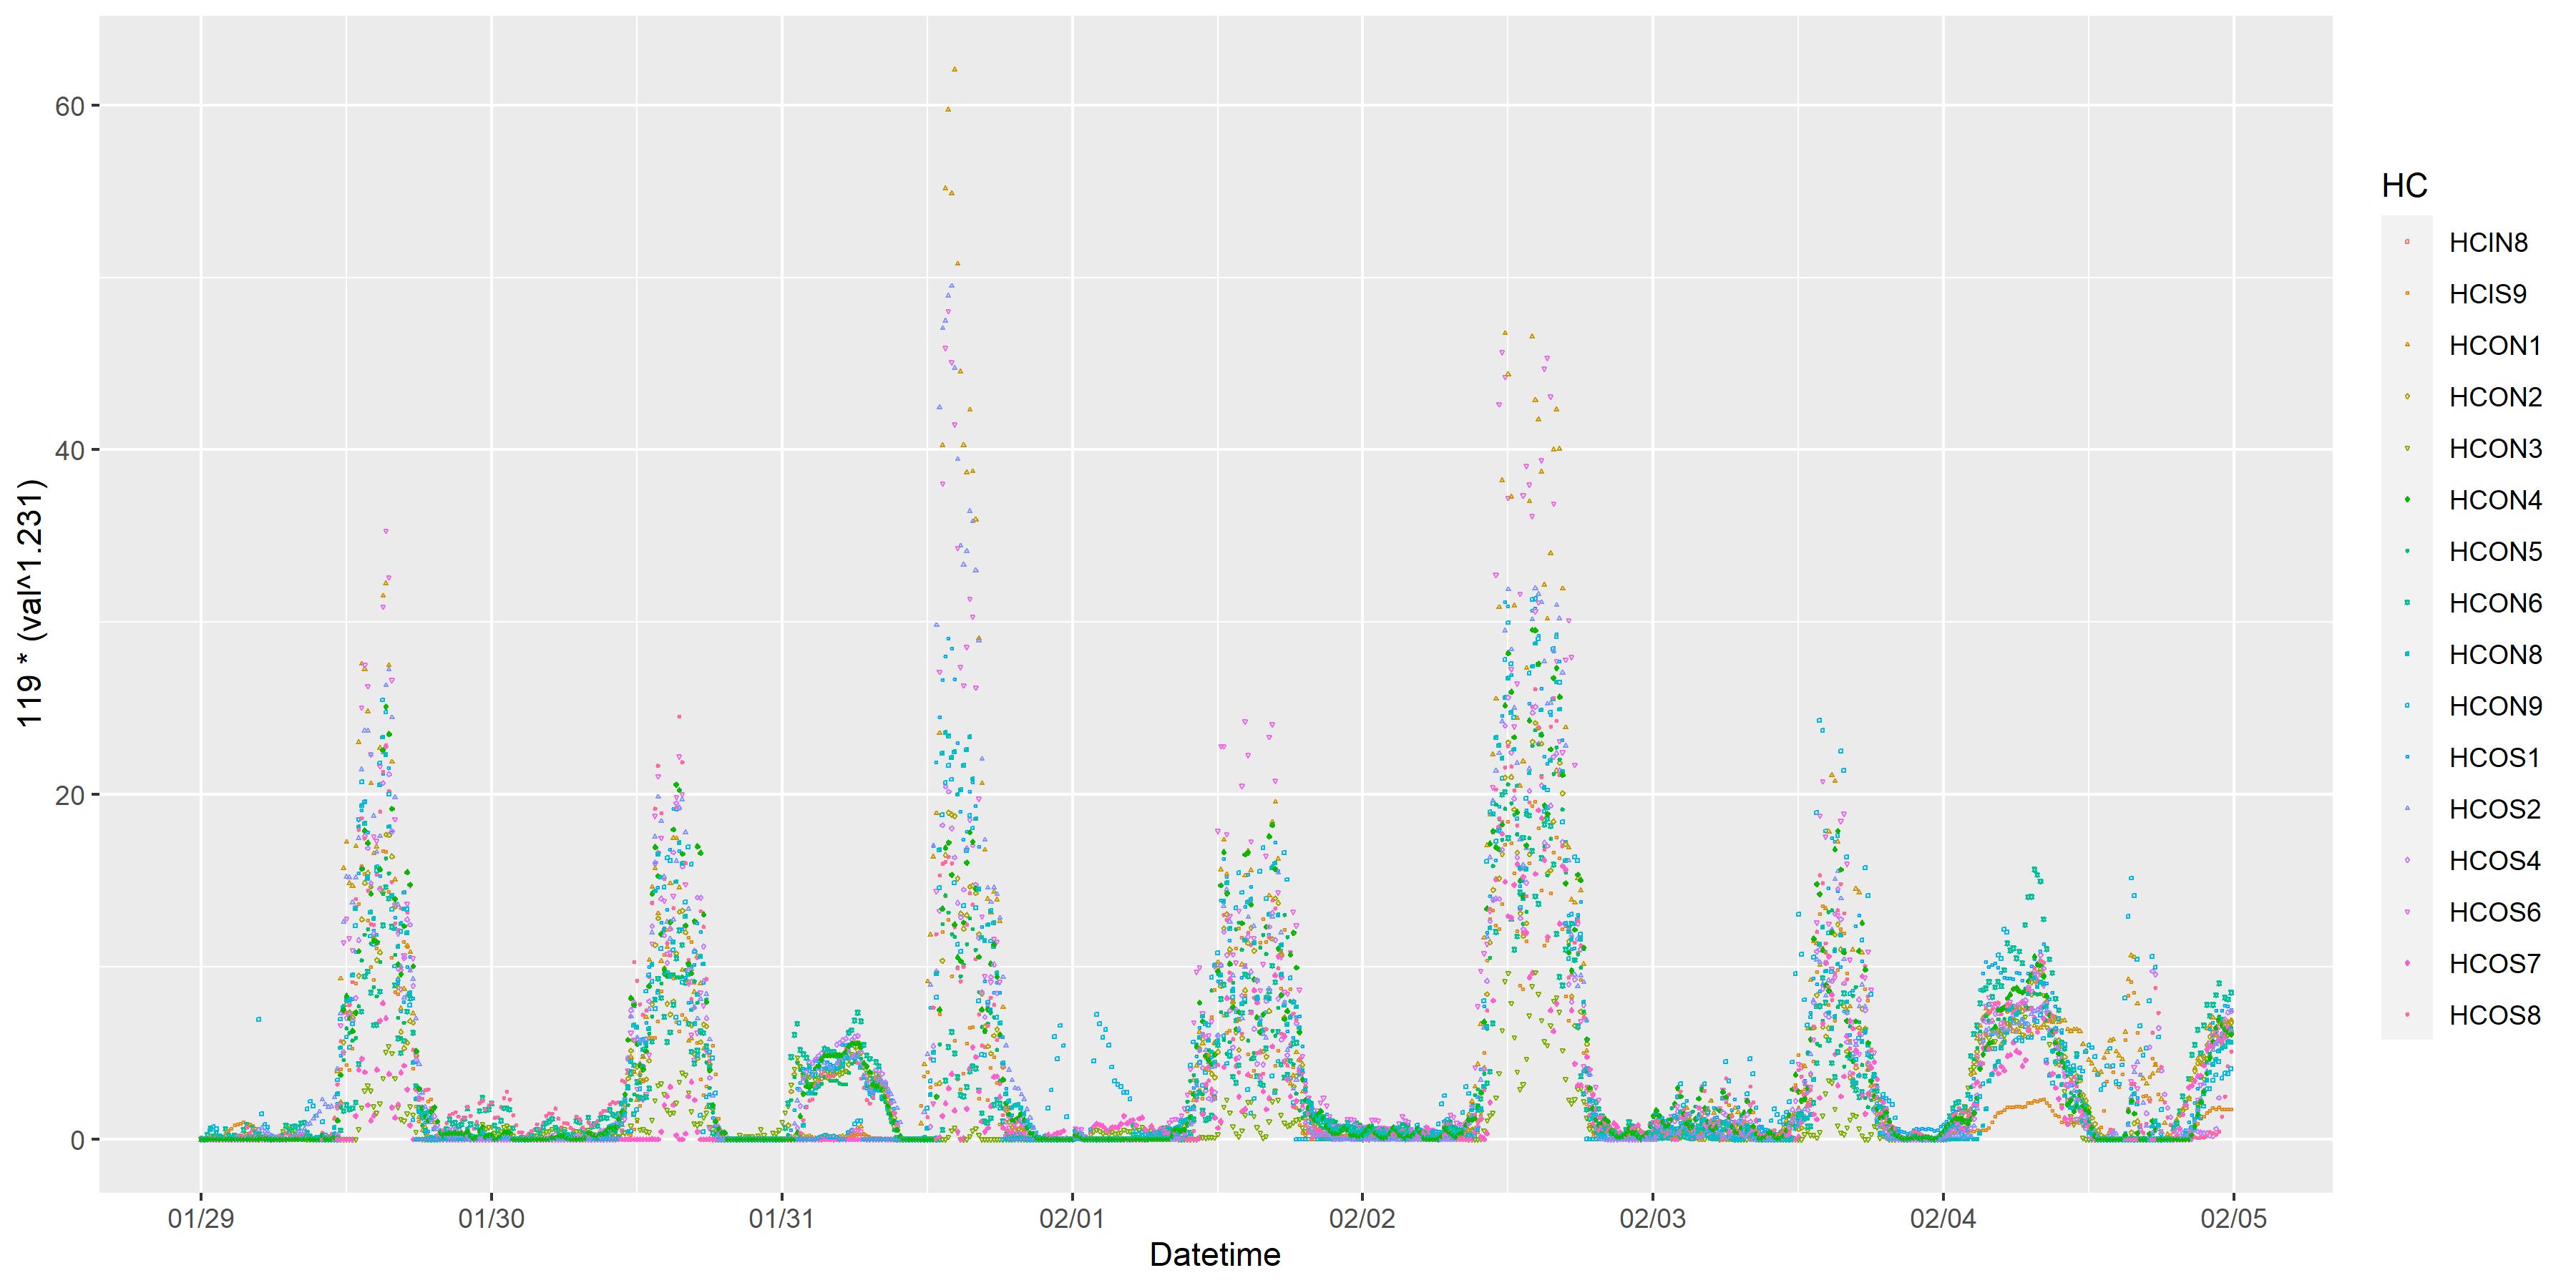 60
40
20
0
119 * (val^1.231)
01/29
01/30
01/31
02/01
02/02
02/03
02/04
02/05
Datetime
HC
HCIN8
HCIS9
HCON1
HCON2
HCON3
HCON4
HCON5
HCON6
HCON8
HCON9
HCOS1
HCOS2
HCOS4
HCOS6
HCOS7
HCOS8